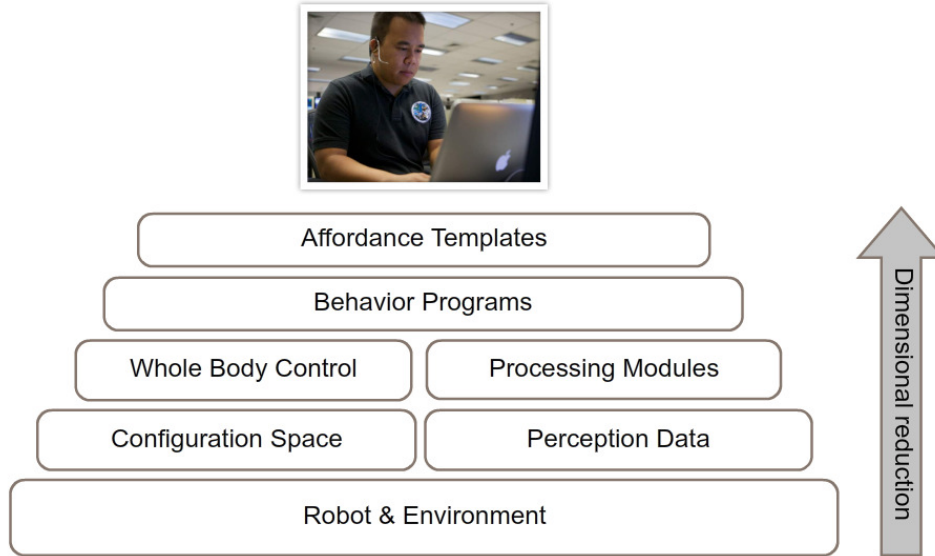 Affordance Templates
Behavior Programs
Whole Body Control
Processing Modules
Configuration Space
Perception Data
Robot & Environment
Dimensional reduction